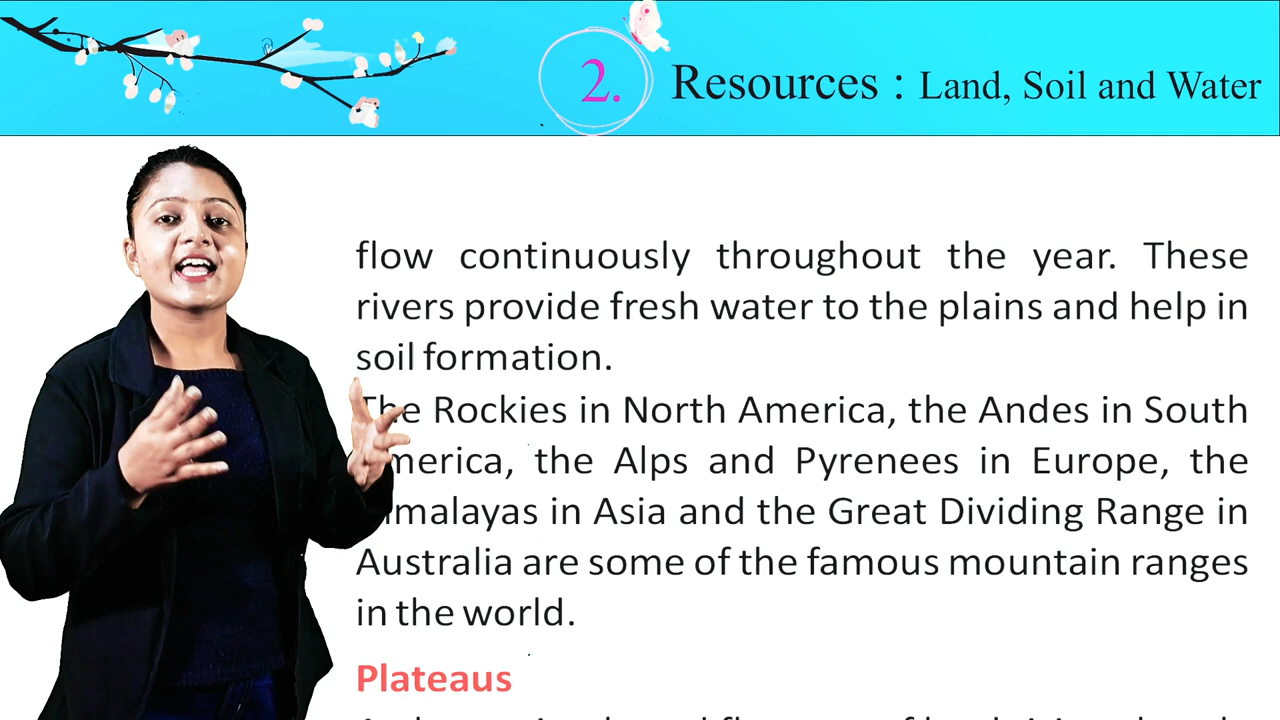 2. Resources : Land, Soil and Water
flow continuously throughout the year. These
rivers provide fresh water to the plains and help in
soil formation.
The Rockies in North America, the Andes in South
America, the Alps and Pyrenees in Europe, the
Himalayas in Asia and the Great Dividing Range in
Australia are some of the famous mountain ranges
in the world.
Plateaus